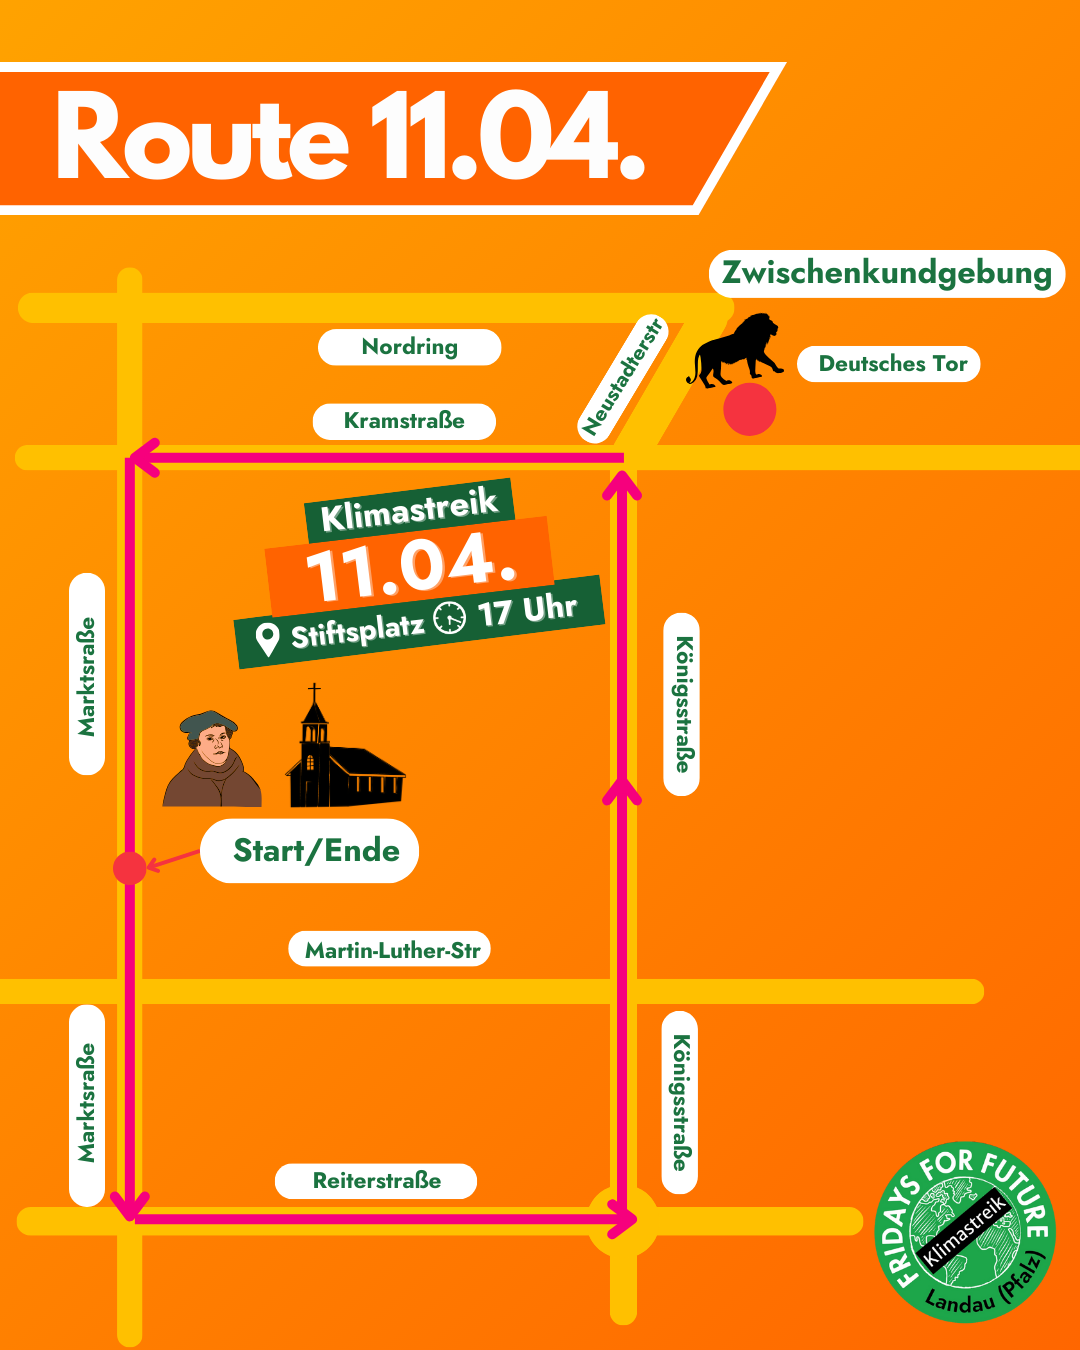 Route 11.04.
Zwischenkundgebung
Nordring
Neustadterstr
Deutsches Tor
Kramstraße
Klimastreik
11.04.
Stiftsplatz 17 Uhr
Marktsraße
Königsstraße
Start/Ende
Martin-Luther-Str
Marktsraße
Königsstraße
Reiterstraße
FRIDAYS FOR FUTURE
Klimastreik
Landau (Pfalz)